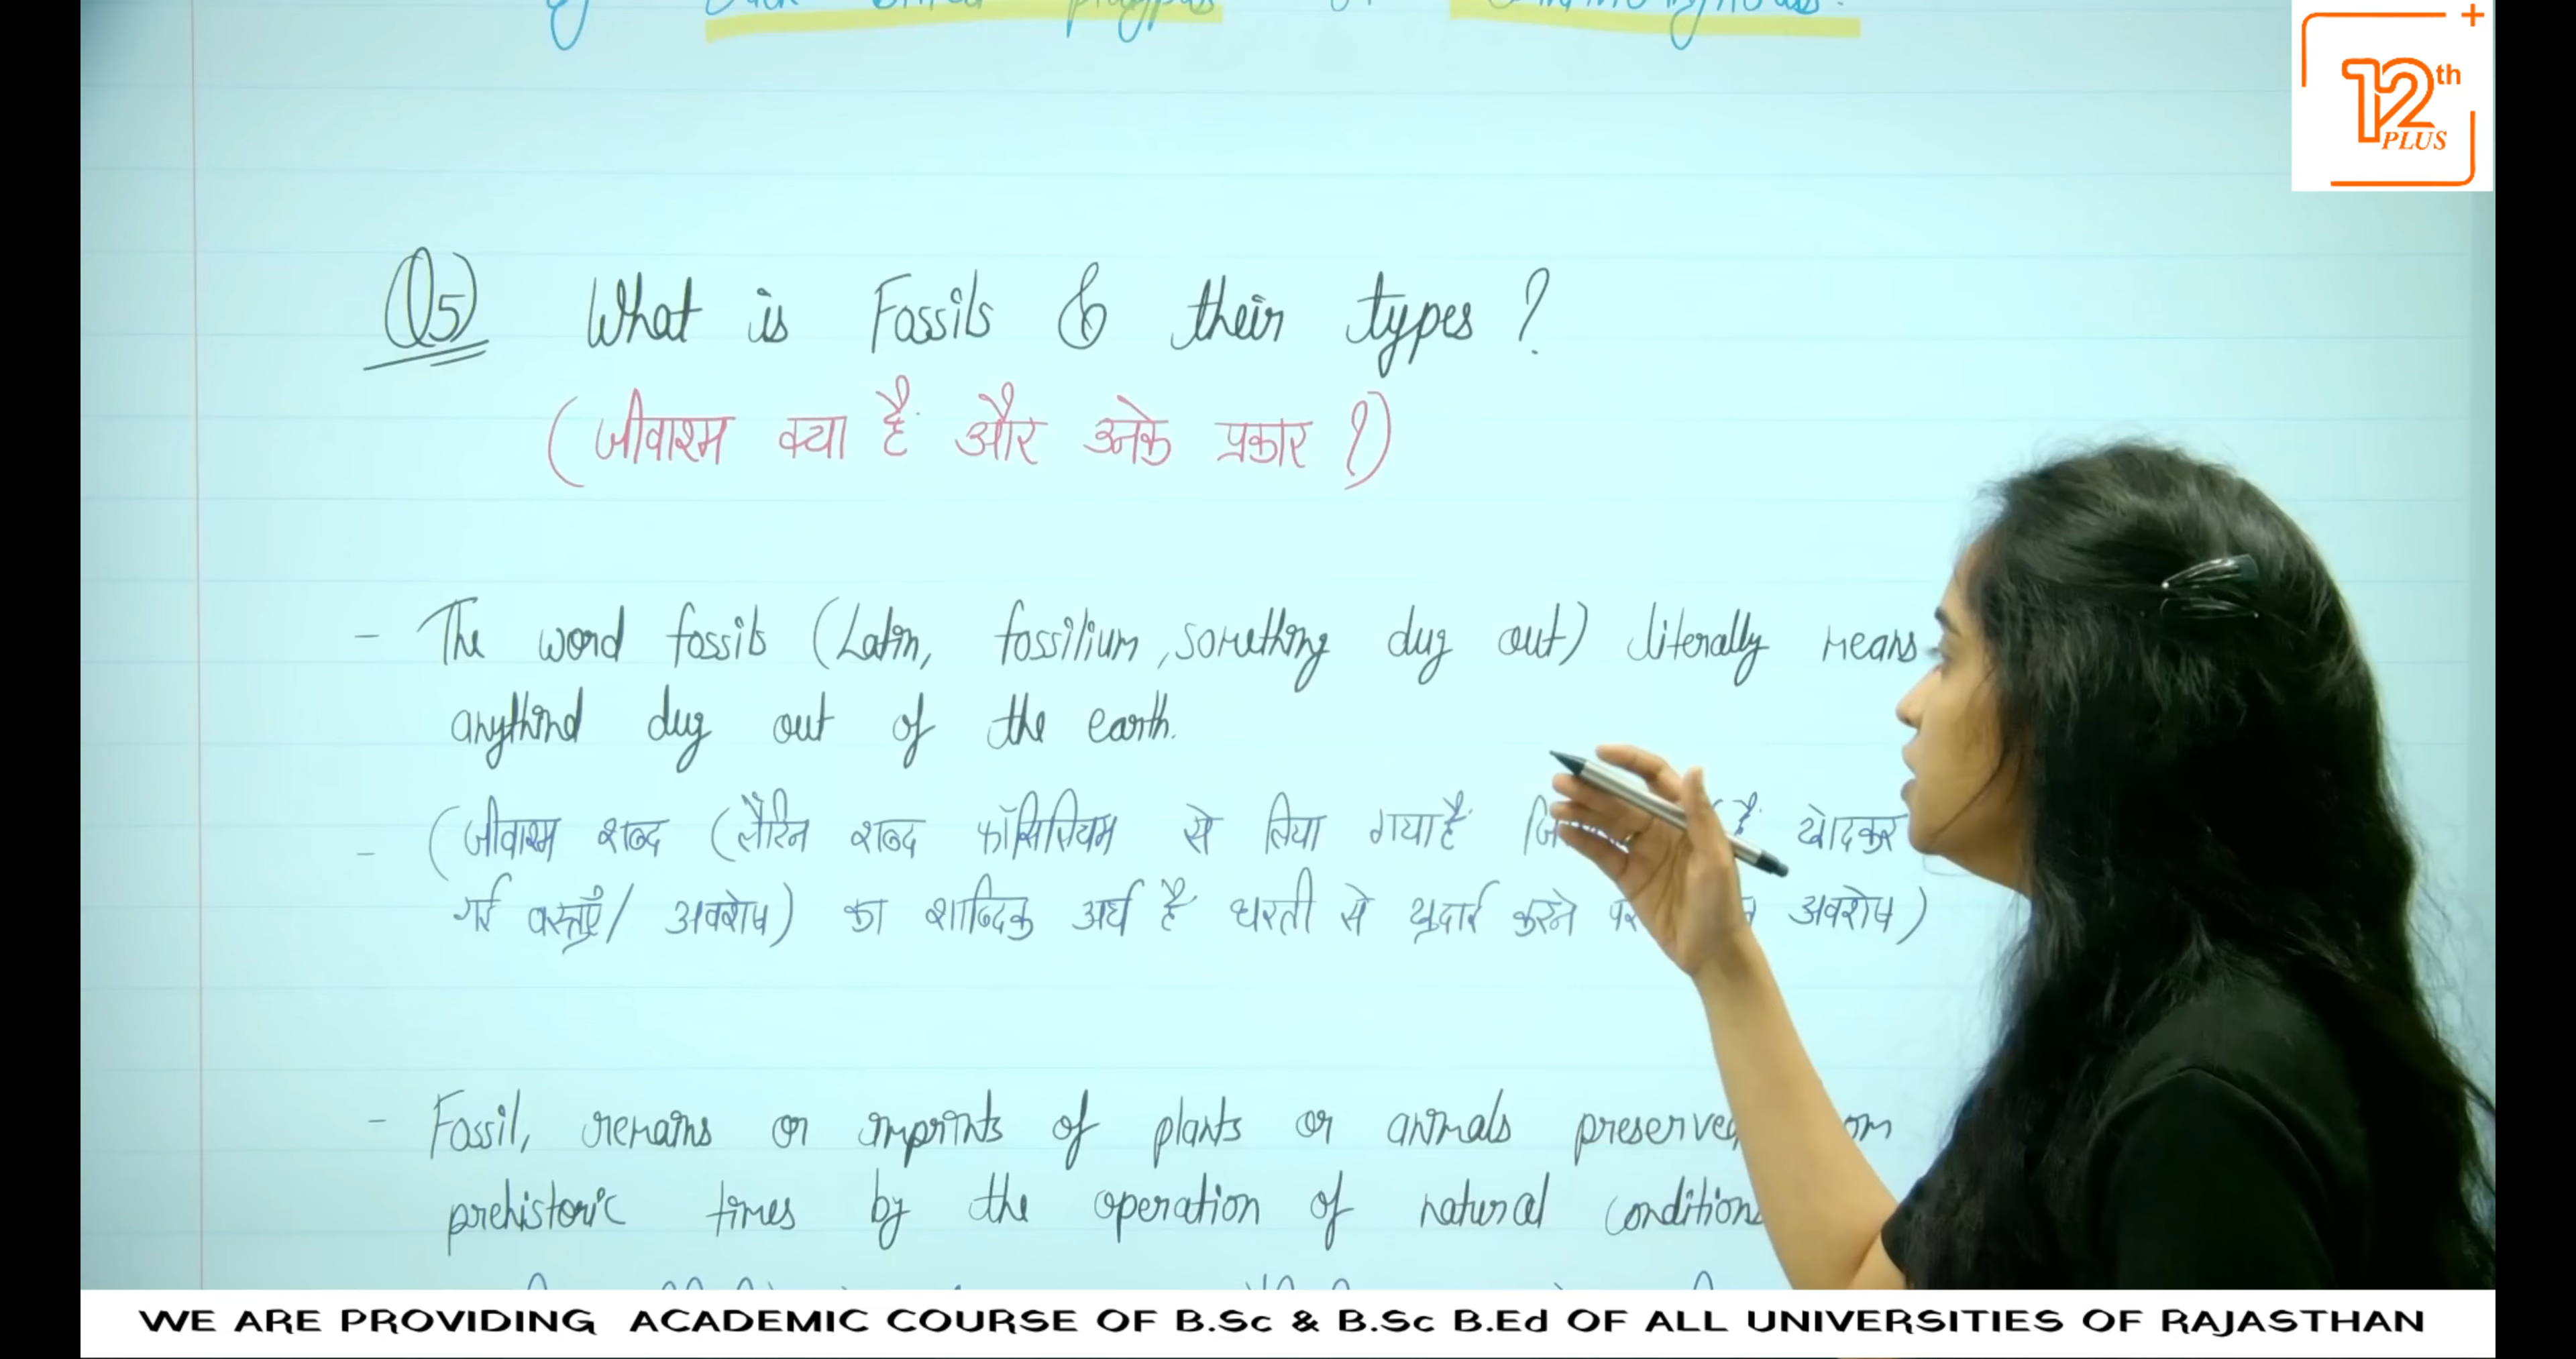 12th
PLUS
Q5) What is Fossils & their types ?
(जीवाश्म क्या है और उनके प्रकार ?)
- The word fossils (Latin, fossilium, something dug out) literally means
anythind dug out of the earth.
- (जीवाश्म शब्द (लैटिन शब्द फॉसिलियम से लिया गया है है खोदकर
गई वस्तुएँ/ अवशेष) का शाब्दिक अर्थ है धरती से खुदाई करने पर अवशेष)
- Fossil, remains or imprints of plants or animals preserved
prehistoric times by the operation of natural condition
WE ARE PROVIDING ACADEMIC COURSE OF B.Sc & B.Sc B.Ed OF ALL UNIVERSITIES OF RAJASTHAN